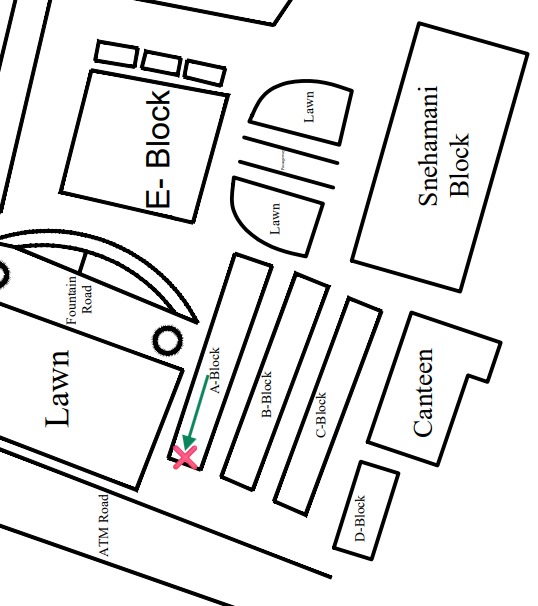 E- Block
Lawn
Snehamani
Block
Lawn
Fountain
Road
Lawn
A-Block
B-Block
C-Block
Canteen
D-Block
ATM Road